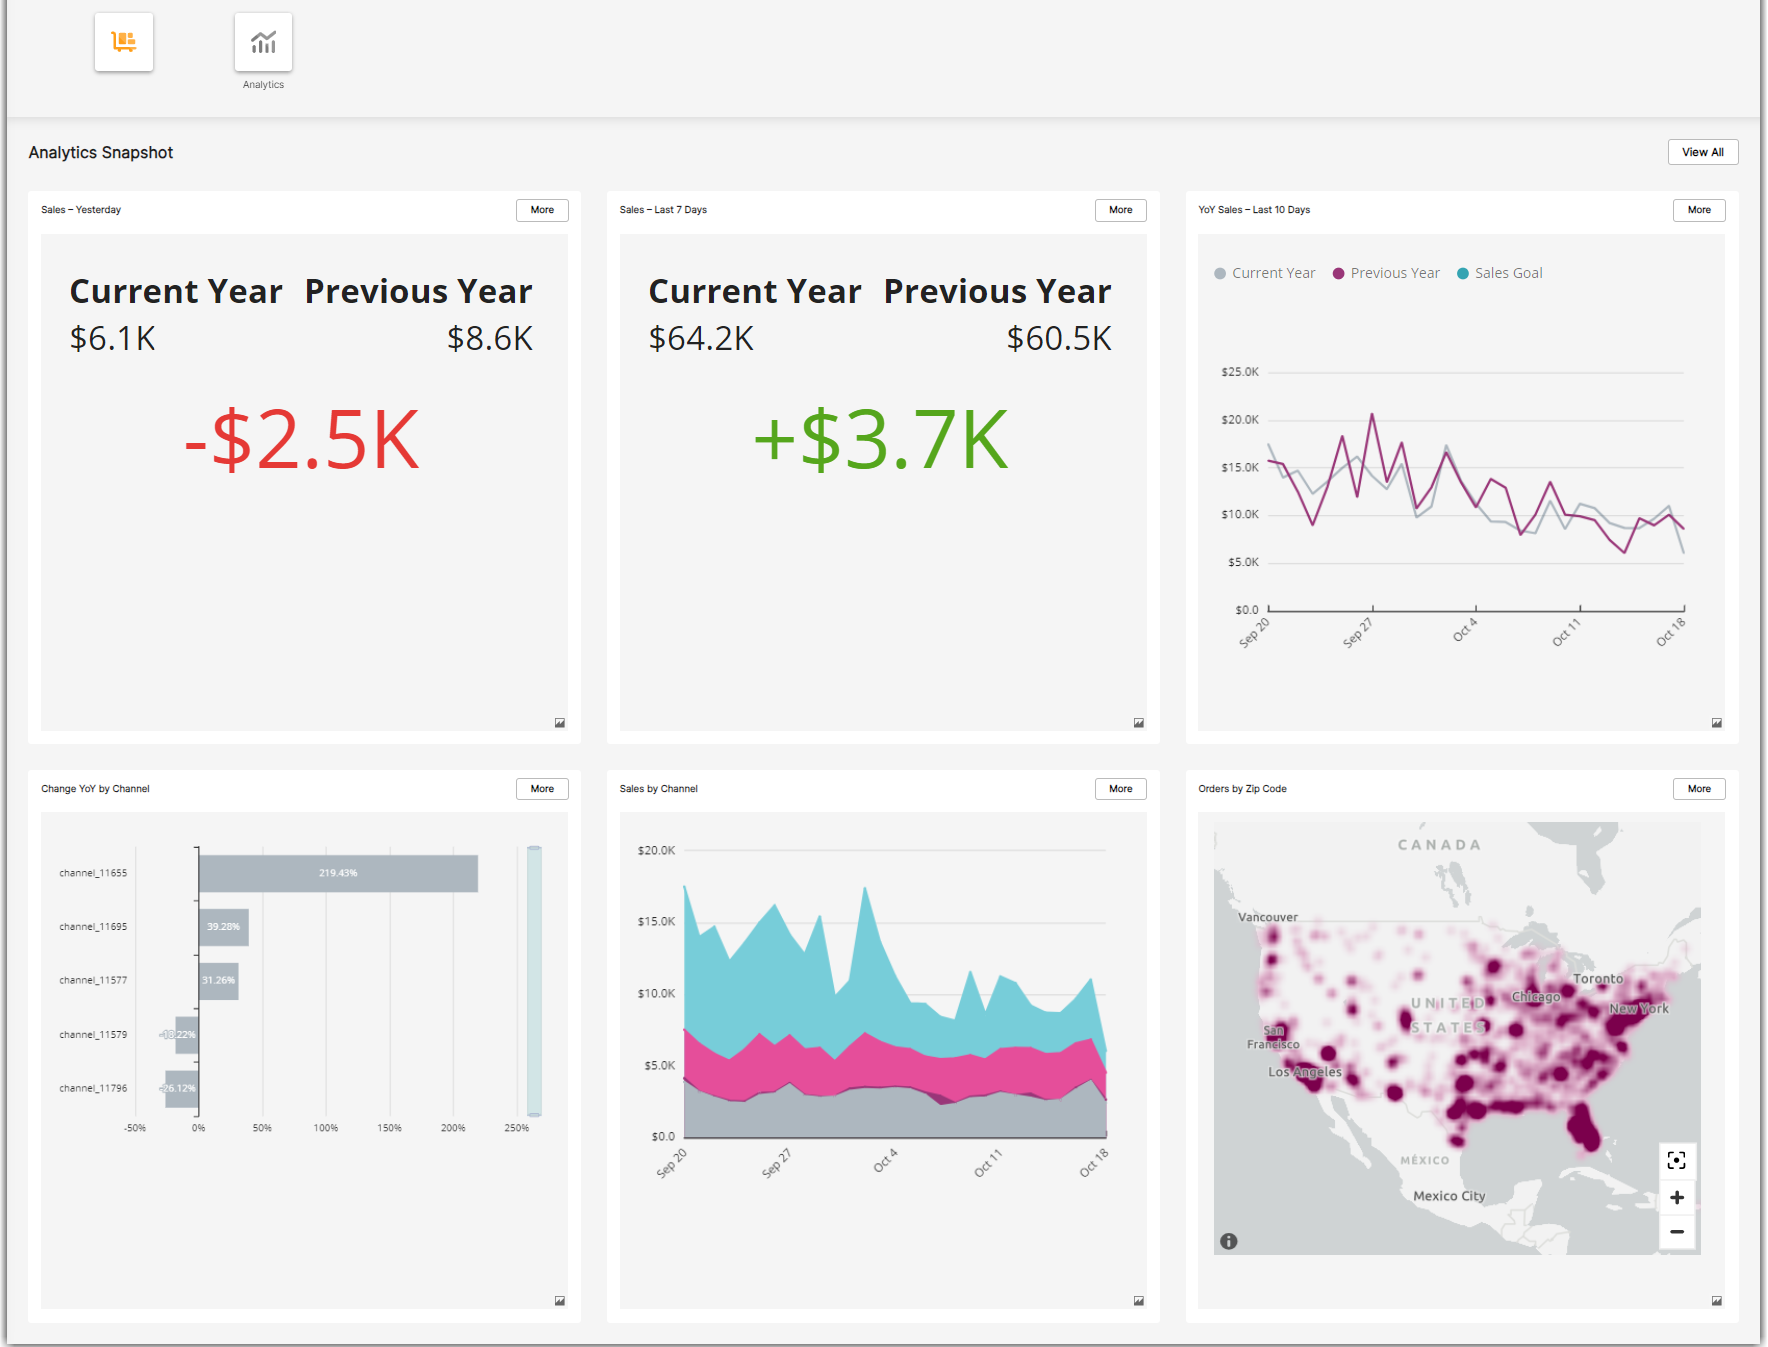 Analytics
Analytics Snapshot
View All
Sales – Yesterday
More
Current Year Previous Year
$6.1K $8.6K
-$2.5K
Sales – Last 7 Days
More
Current Year Previous Year
$64.2K $60.5K
+$3.7K
YoY Sales – Last 10 Days
More
Current Year Previous Year Sales Goal
$25.0K
$20.0K
$15.0K
$10.0K
$5.0K
$0.0
Sep 20 Sep 27 Oct 4 Oct 11 Oct 18
Change YoY by Channel
More
channel_11655 219.43%
channel_11695 39.28%
channel_11577 31.26%
channel_11579
channel_11796 -26.12%
-50% 0% 50% 100% 150% 200% 250%
Sales by Channel
More
$20.0K
$15.0K
$10.0K
$5.0K
$0.0
Sep 20 Sep 27 Oct 4 Oct 11 Oct 18
Orders by Zip Code
More
CANADA
Vancouver
Toronto
Chicago
UNITED
New York
STATES
San
Francisco
Los Angeles
MÉXICO
Mexico City